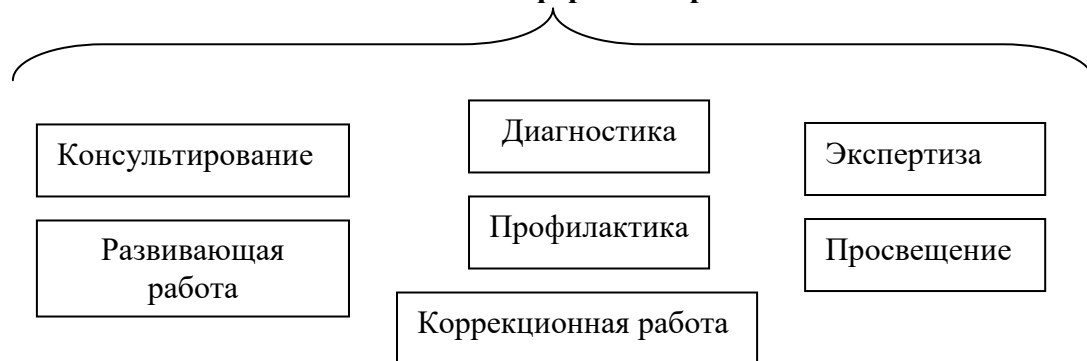 Консультирование
Развивающая
работа
Диагностика
Профилактика
Коррекционная работа
Экспертиза
Просвещение